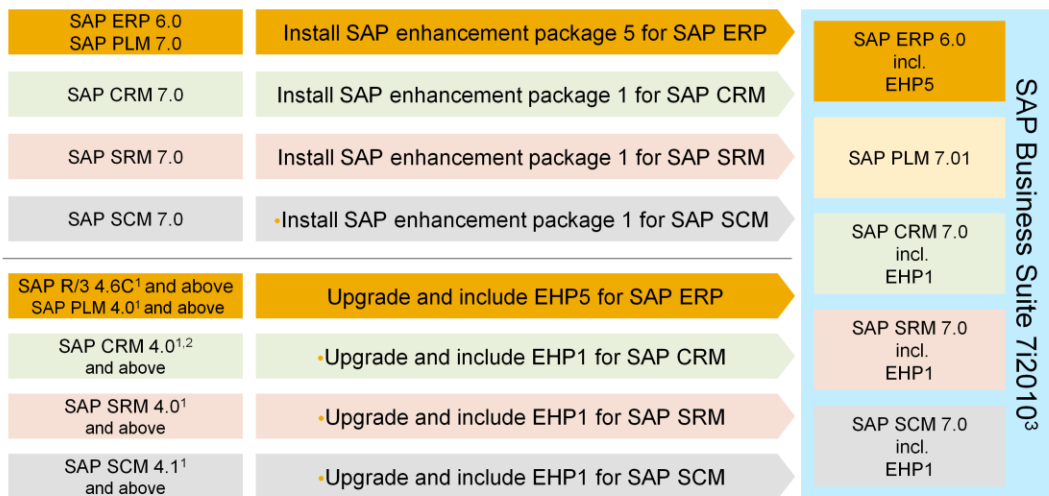 SAP ERP 6.0
SAP PLM 7.0
Install SAP enhancement package 5 for SAP ERP
SAP CRM 7.0
Install SAP enhancement package 1 for SAP CRM
SAP SRM 7.0
Install SAP enhancement package 1 for SAP SRM
SAP SCM 7.0
•Install SAP enhancement package 1 for SAP SCM
SAP R/3 4.6C¹ and above
SAP PLM 4.0¹ and above
Upgrade and include EHP5 for SAP ERP
SAP CRM 4.0¹,²
and above
•Upgrade and include EHP1 for SAP CRM
SAP SRM 4.0¹
and above
•Upgrade and include EHP1 for SAP SRM
SAP SCM 4.1¹
and above
•Upgrade and include EHP1 for SAP SCM
SAP ERP 6.0
incl.
EHP5
SAP PLM 7.01
SAP CRM 7.0
incl.
EHP1
SAP SRM 7.0
incl.
EHP1
SAP SCM 7.0
incl.
EHP1
SAP Business Suite 7i2010³